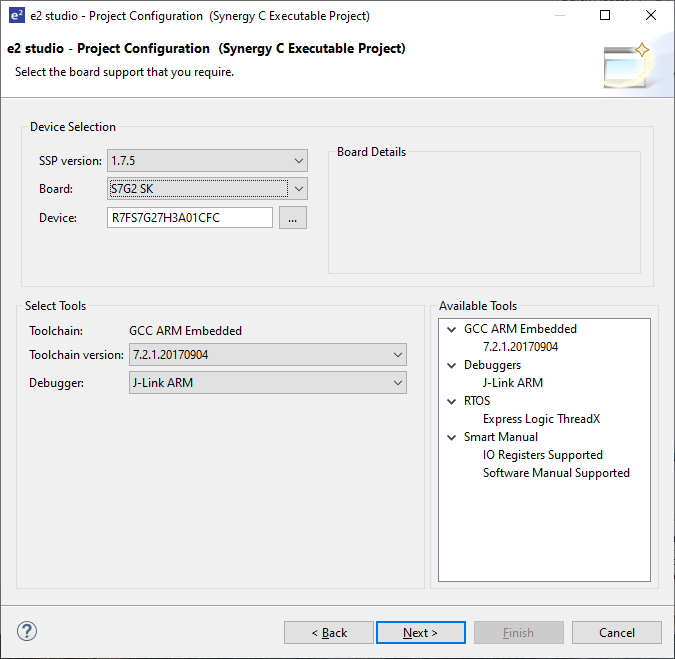 e² e2 studio - Project Configuration (Synergy C Executable Project)
e2 studio - Project Configuration (Synergy C Executable Project)
Select the board support that you require.
Device Selection
SSP version: 1.7.5
Board: S7G2 SK
Device: R7FS7G27H3A01CFC ...
Board Details
Select Tools
Toolchain: GCC ARM Embedded
Toolchain version: 7.2.1.20170904
Debugger: J-Link ARM
Available Tools
GCC ARM Embedded
7.2.1.20170904
Debuggers
J-Link ARM
RTOS
Express Logic ThreadX
Smart Manual
IO Registers Supported
Software Manual Supported
? < Back Next > Finish Cancel